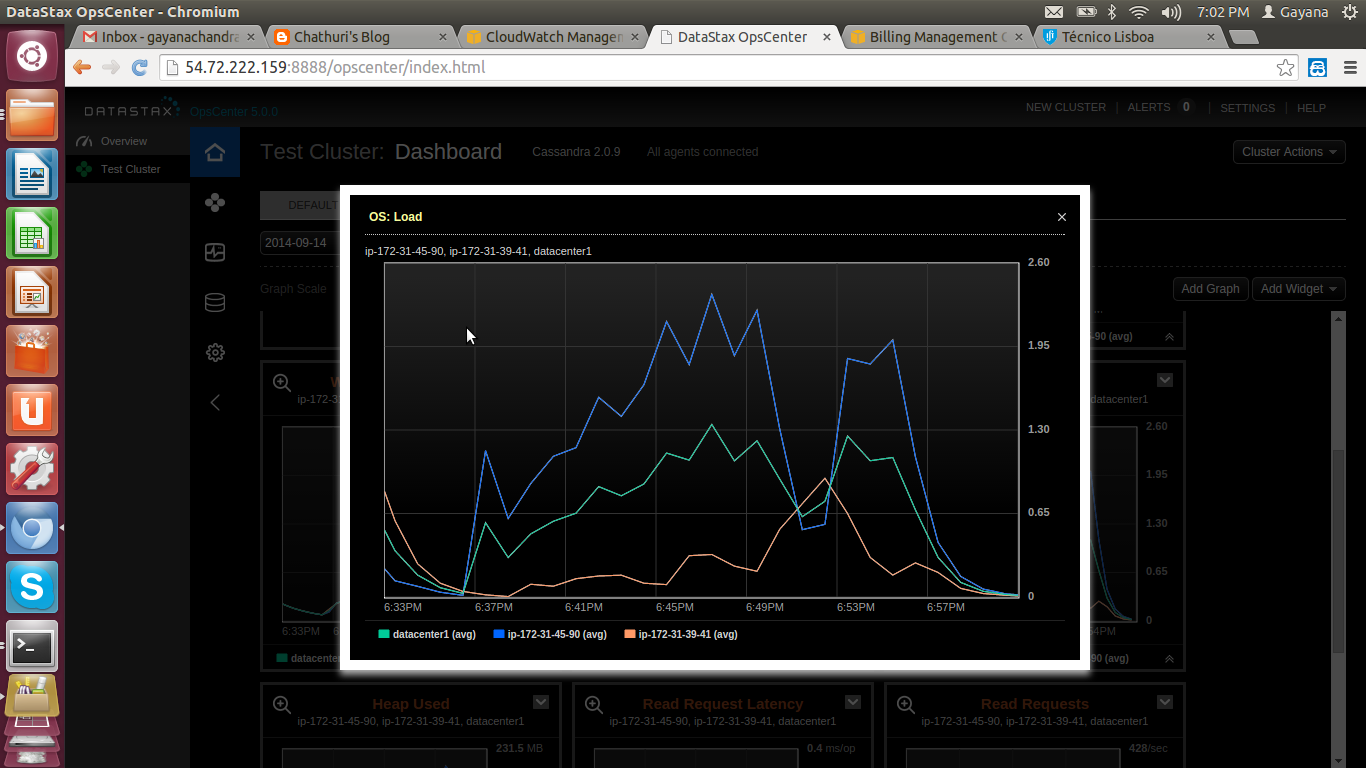 DataStax OpsCenter - Chromium
7:02 PM Gayana
Inbox - gayanachandra
Chathuri's Blog
CloudWatch Managem
DataStax OpsCenter
Billing Management C
Técnico Lisboa
54.72.222.159:8888/opscenter/index.html
DATASTAX OpsCenter 5.0.0
NEW CLUSTER | ALERTS 0 | SETTINGS | HELP
Overview
Test Cluster
Test Cluster: Dashboard Cassandra 2.0.9 All agents connected
Cluster Actions
DEFAULT
2014-09-14
Graph Scale
Add Graph Add Widget
OS: Load
ip-172-31-45-90, ip-172-31-39-41, datacenter1
2.60
1.95
1.30
0.65
0
6:33PM 6:37PM 6:41PM 6:45PM 6:49PM 6:53PM 6:57PM
datacenter1 (avg) ip-172-31-45-90 (avg) ip-172-31-39-41 (avg)
-90 (avg)
W
ip-172-3
datacenter1
2.60
1.95
1.30
0.65
0
6:33PM
54PM
datacente
-90 (avg)
Heap Used
ip-172-31-45-90, ip-172-31-39-41, datacenter1
231.5 MB
Read Request Latency
ip-172-31-45-90, ip-172-31-39-41, datacenter1
0.4 ms/op
Read Requests
ip-172-31-45-90, ip-172-31-39-41, datacenter1
428/sec